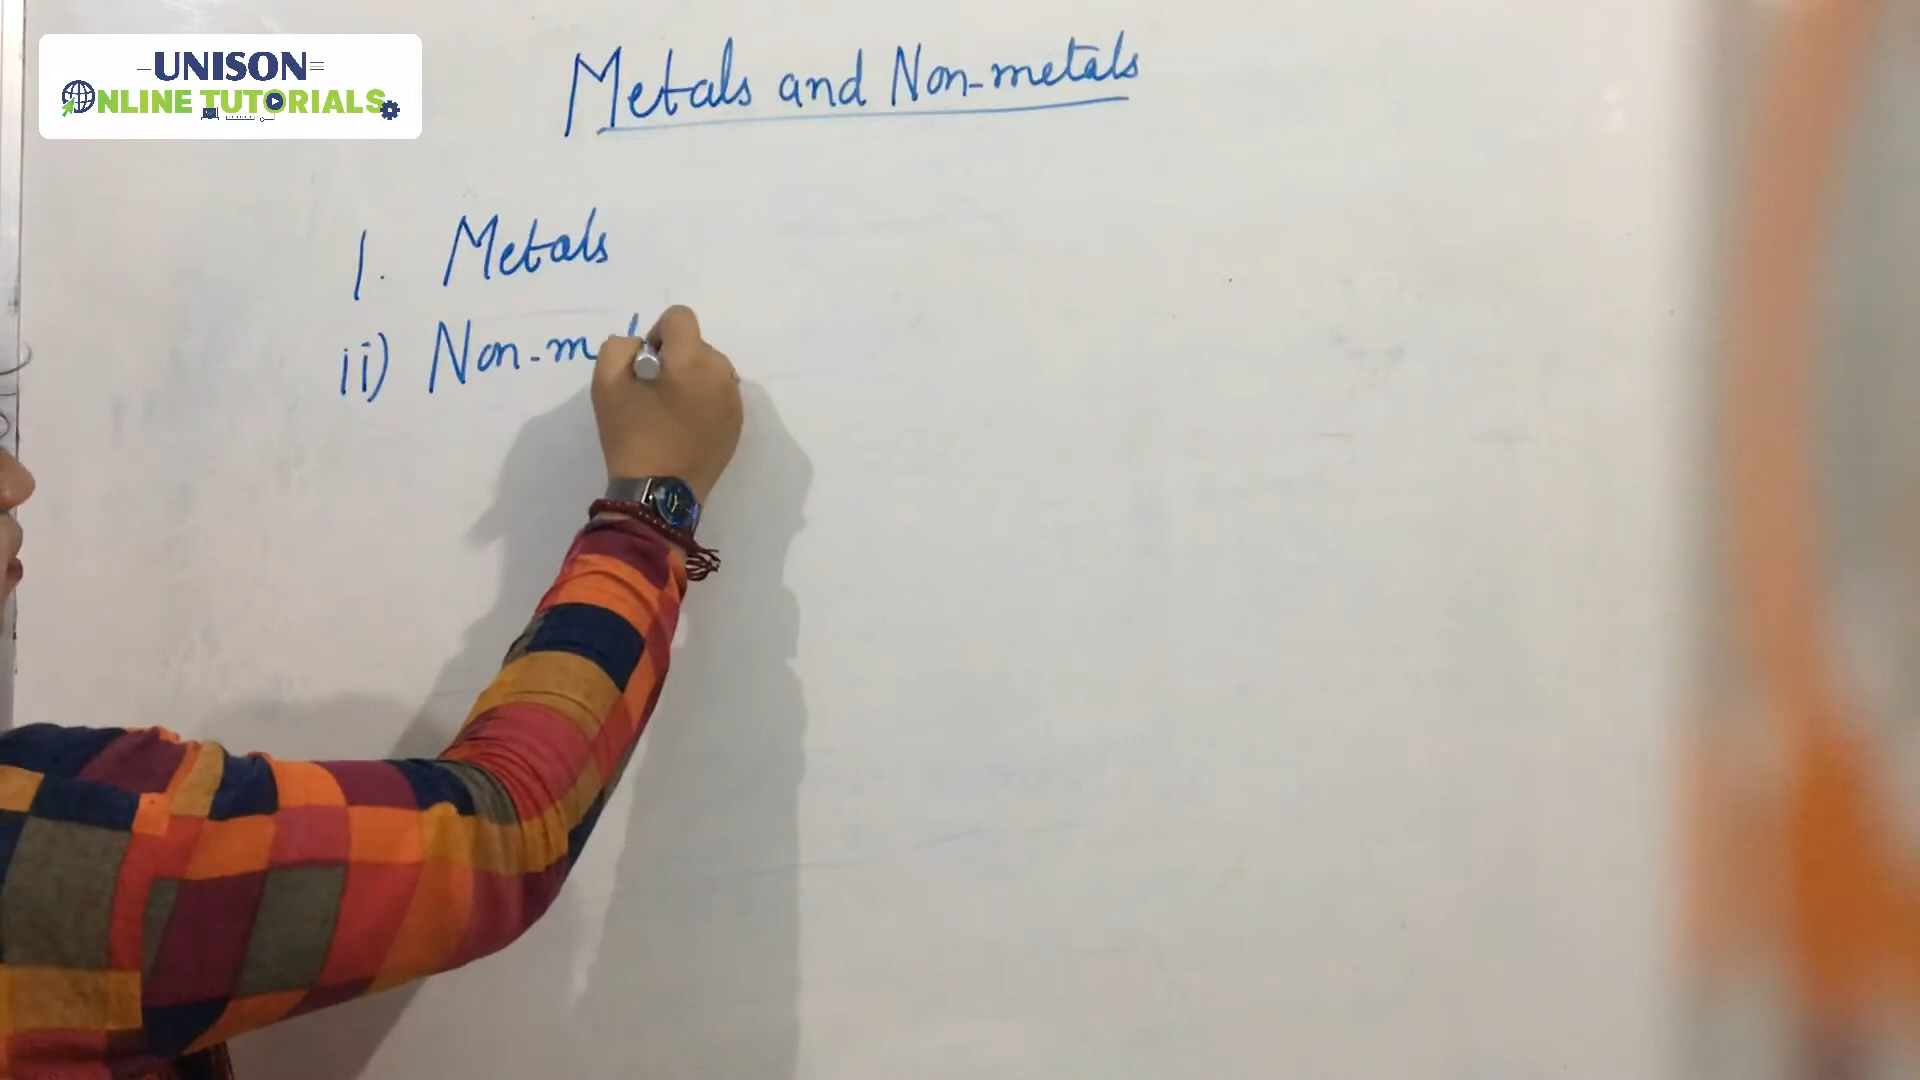 UNISON
ONLINE TUTORIALS
Metals and Non-metals
1. Metals
ii) Non-m